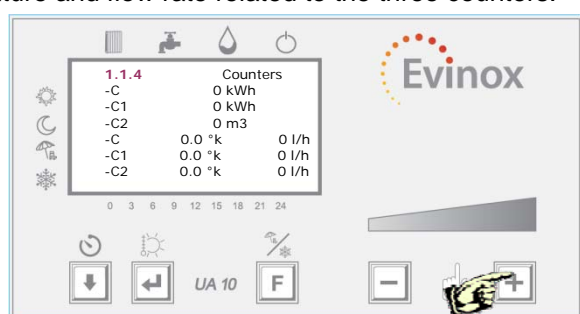 ture and flow rate related to the three counters.
Evinox
1.1.4 Counters
-C 0 kWh
-C1 0 kWh
-C2 0 m3
-C 0.0 °k 0 l/h
-C1 0.0 °k 0 l/h
-C2 0.0 °k 0 l/h
0 3 6 9 12 15 18 21 24
UA 10 F